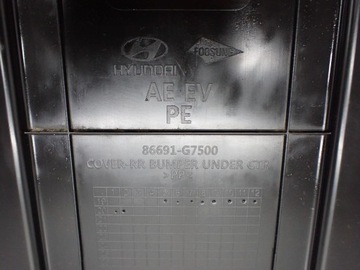 FOOSUNG
HYUNDAI
AE-EV
PE
86691-G7500
COVER-RR BUMPER UNDER CTR